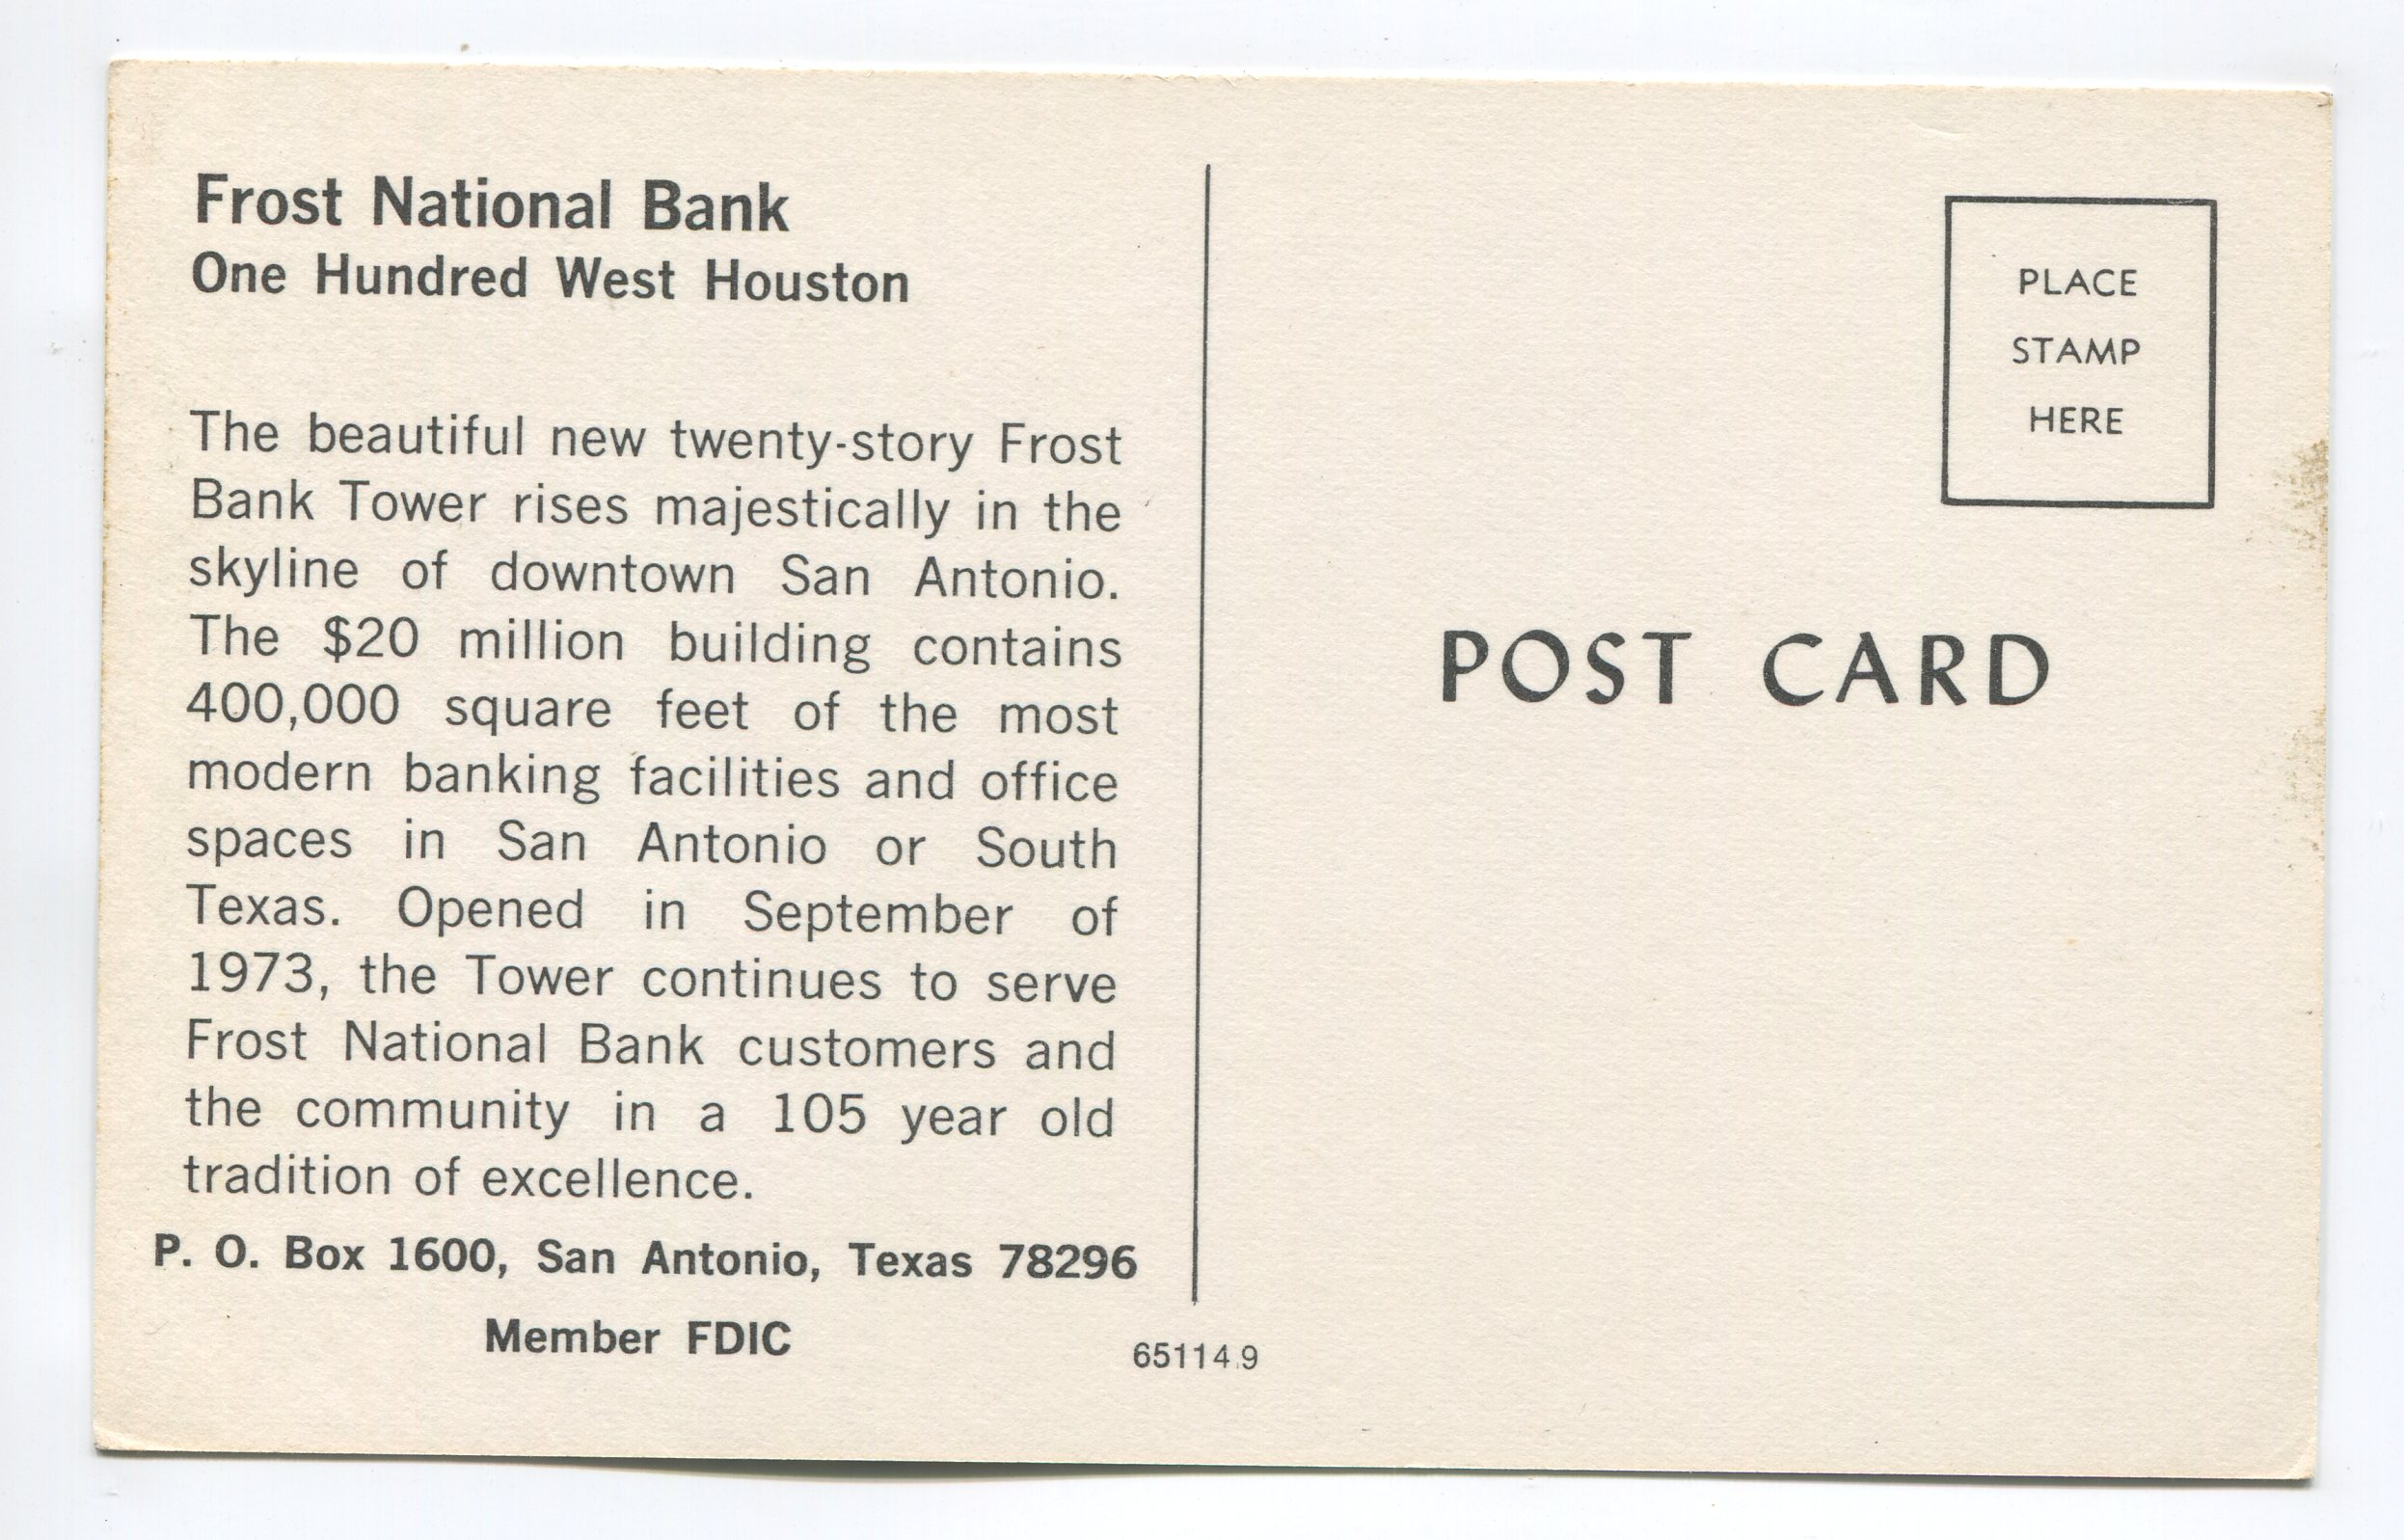 Frost National Bank
One Hundred West Houston
The beautiful new twenty-story Frost
Bank Tower rises majestically in the
skyline of downtown San Antonio.
The $20 million building contains
400,000 square feet of the most
modern banking facilities and office
spaces in San Antonio or South
Texas. Opened in September of
1973, the Tower continues to serve
Frost National Bank customers and
the community in a 105 year old
tradition of excellence.
P. O. Box 1600, San Antonio, Texas 78296
Member FDIC
65114.9
PLACE
STAMP
HERE
POST CARD